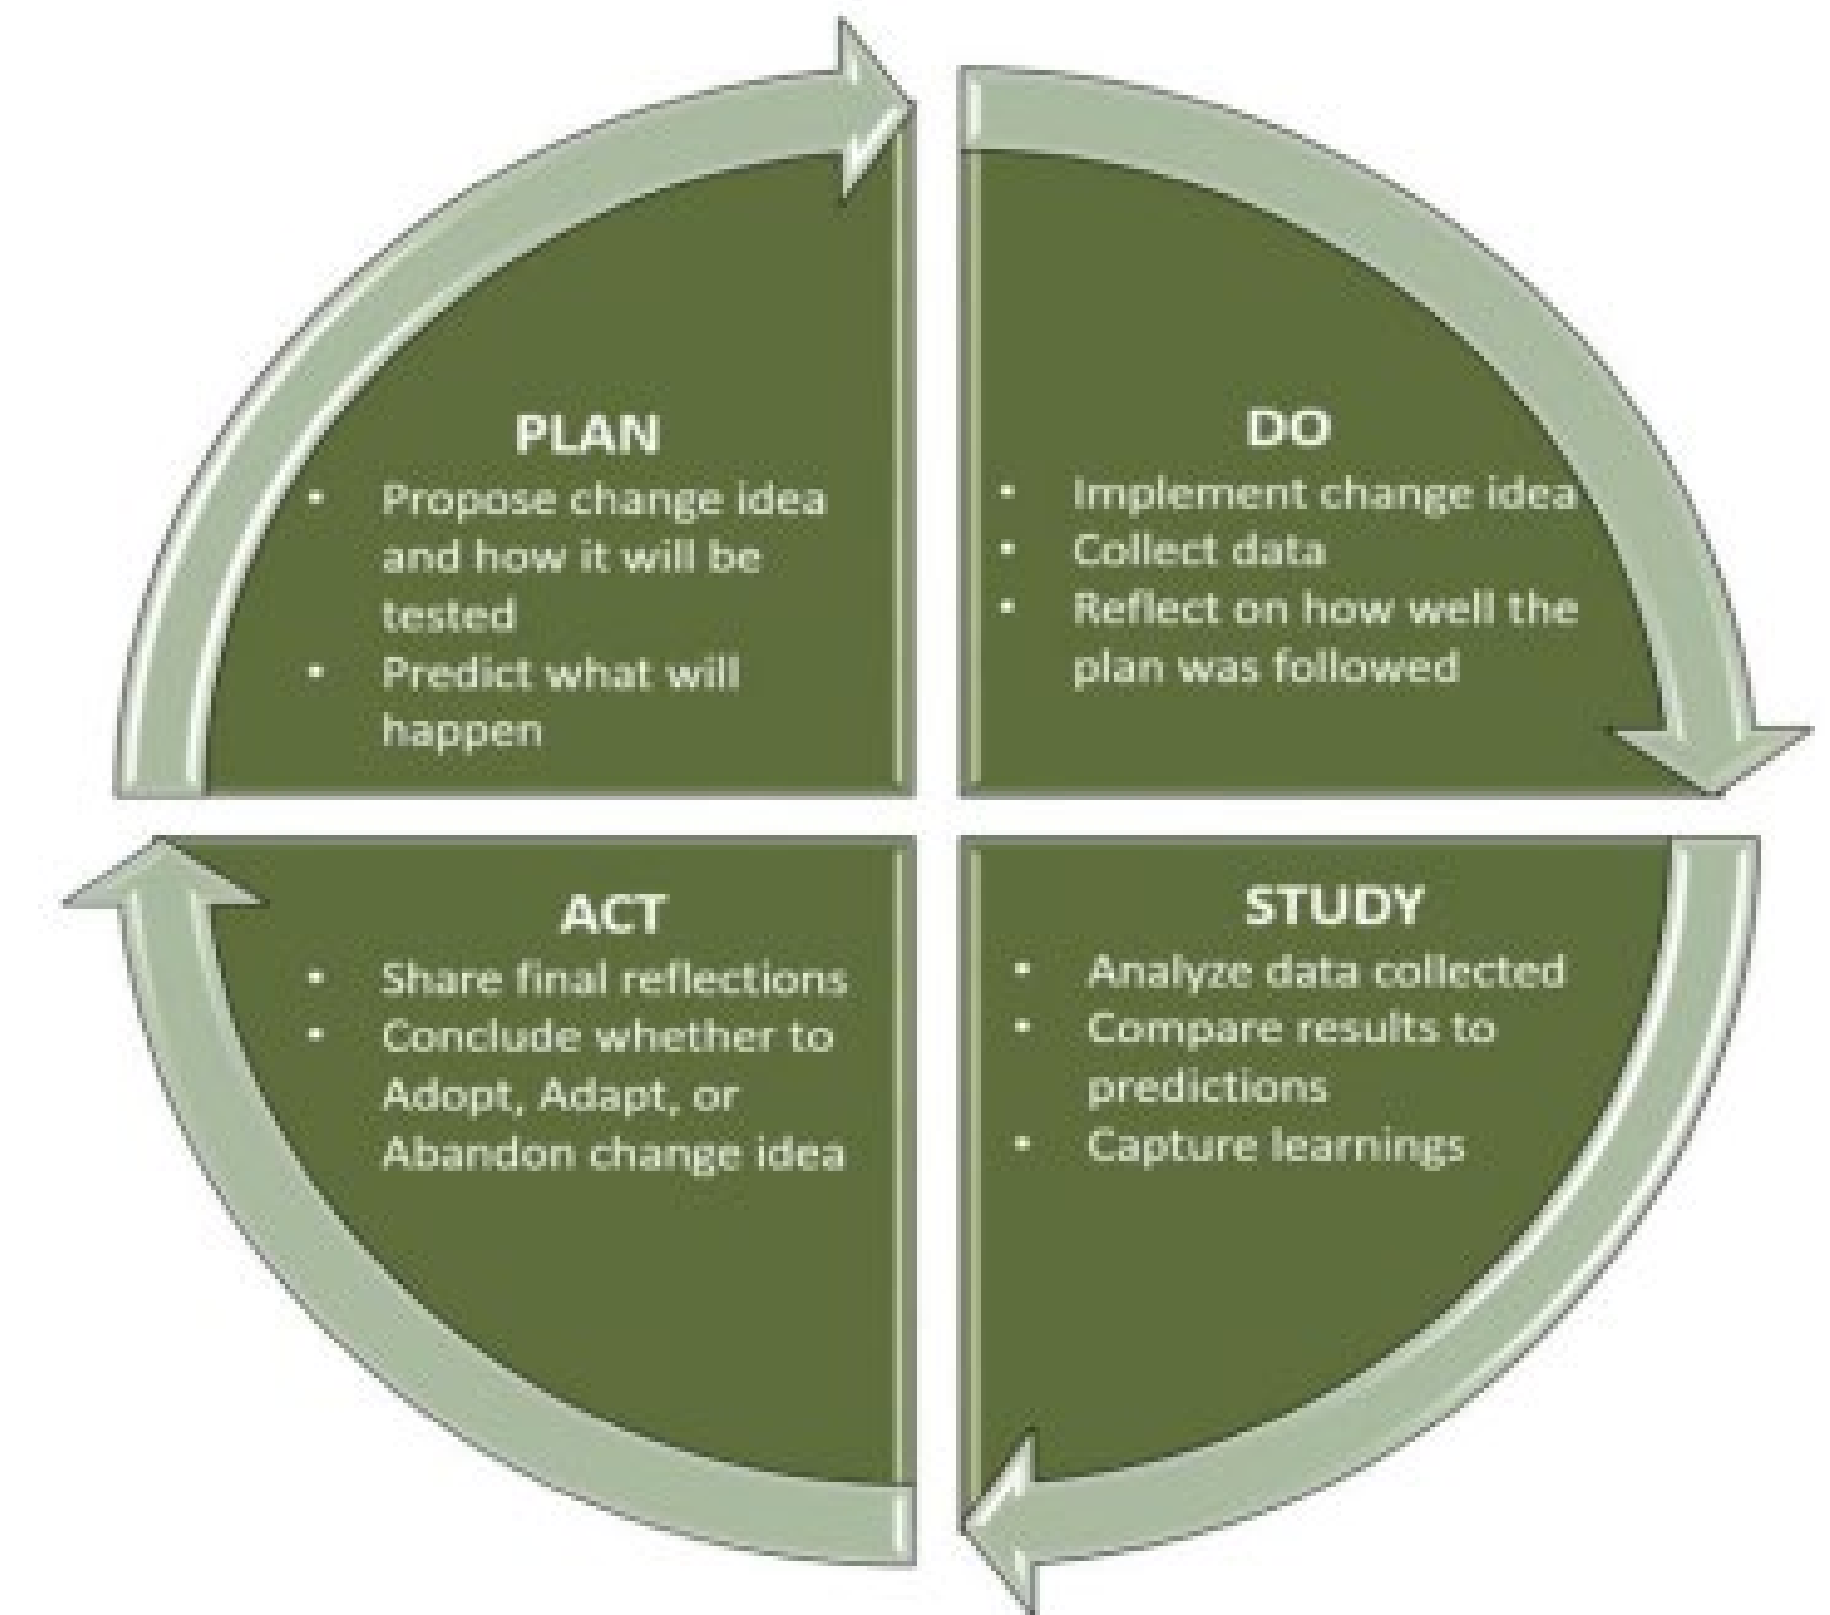 PLAN
• Propose change idea
and how it will be
tested
• Predict what will
happen
DO
• Implement change idea
• Collect data
• Reflect on how well the
plan was followed
STUDY
• Analyze data collected
• Compare results to
predictions
• Capture learnings
ACT
• Share final reflections
• Conclude whether to
Adopt, Adapt, or
Abandon change idea